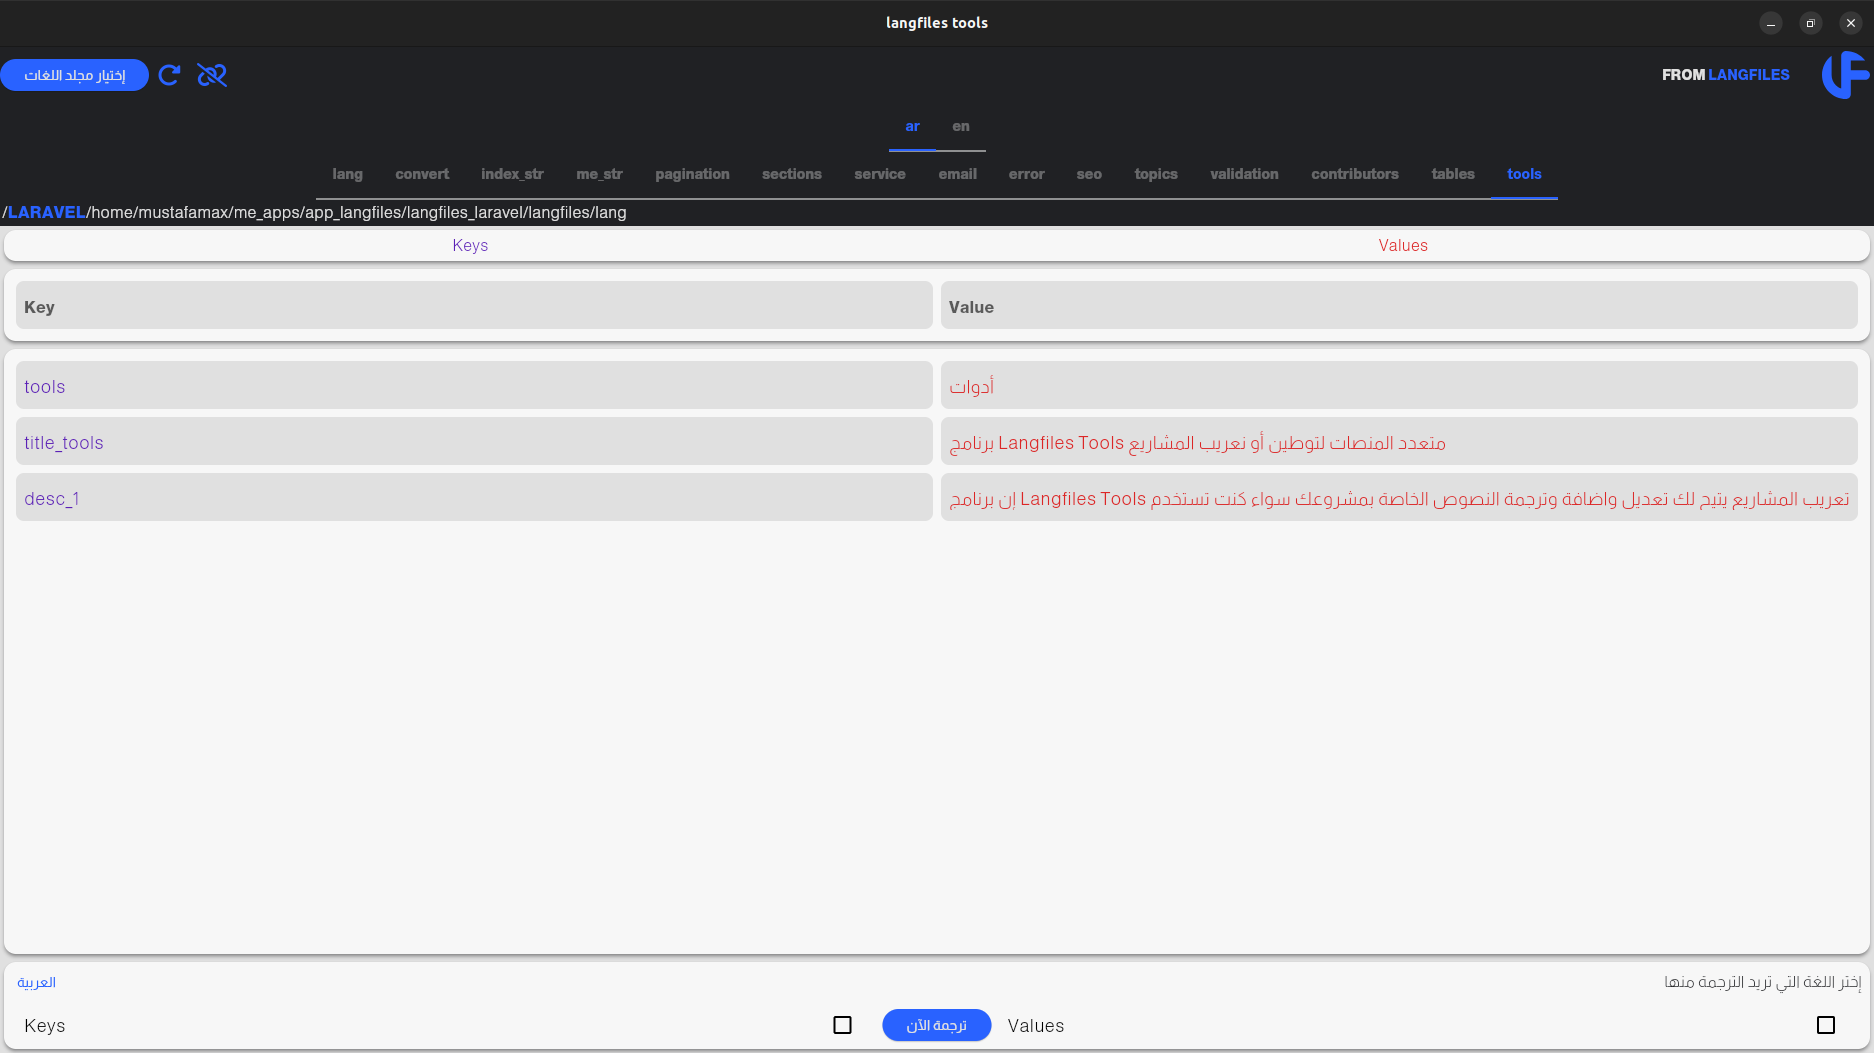 langfiles tools
إختيار مجلد اللغات
FROM LANGFILES
ar en
lang convert index_str me_str pagination sections service email error seo topics validation contributors tables tools
/LARAVEL/home/mustafamax/me_apps/app_langfiles/langfiles_laravel/langfiles/lang
Keys Values
Key Value
tools أدوات
title_tools برنامج Langfiles Tools متعدد المنصات لتوطين أو نعريب المشاريع
desc_1 إن برنامج Langfiles Tools تعريب المشاريع يتيح لك تعديل واضافة وترجمة النصوص الخاصة بمشروعك سواء كنت تستخدم
العربية إختر اللغة التي تريد الترجمة منها
Keys ترجمة الآن Values